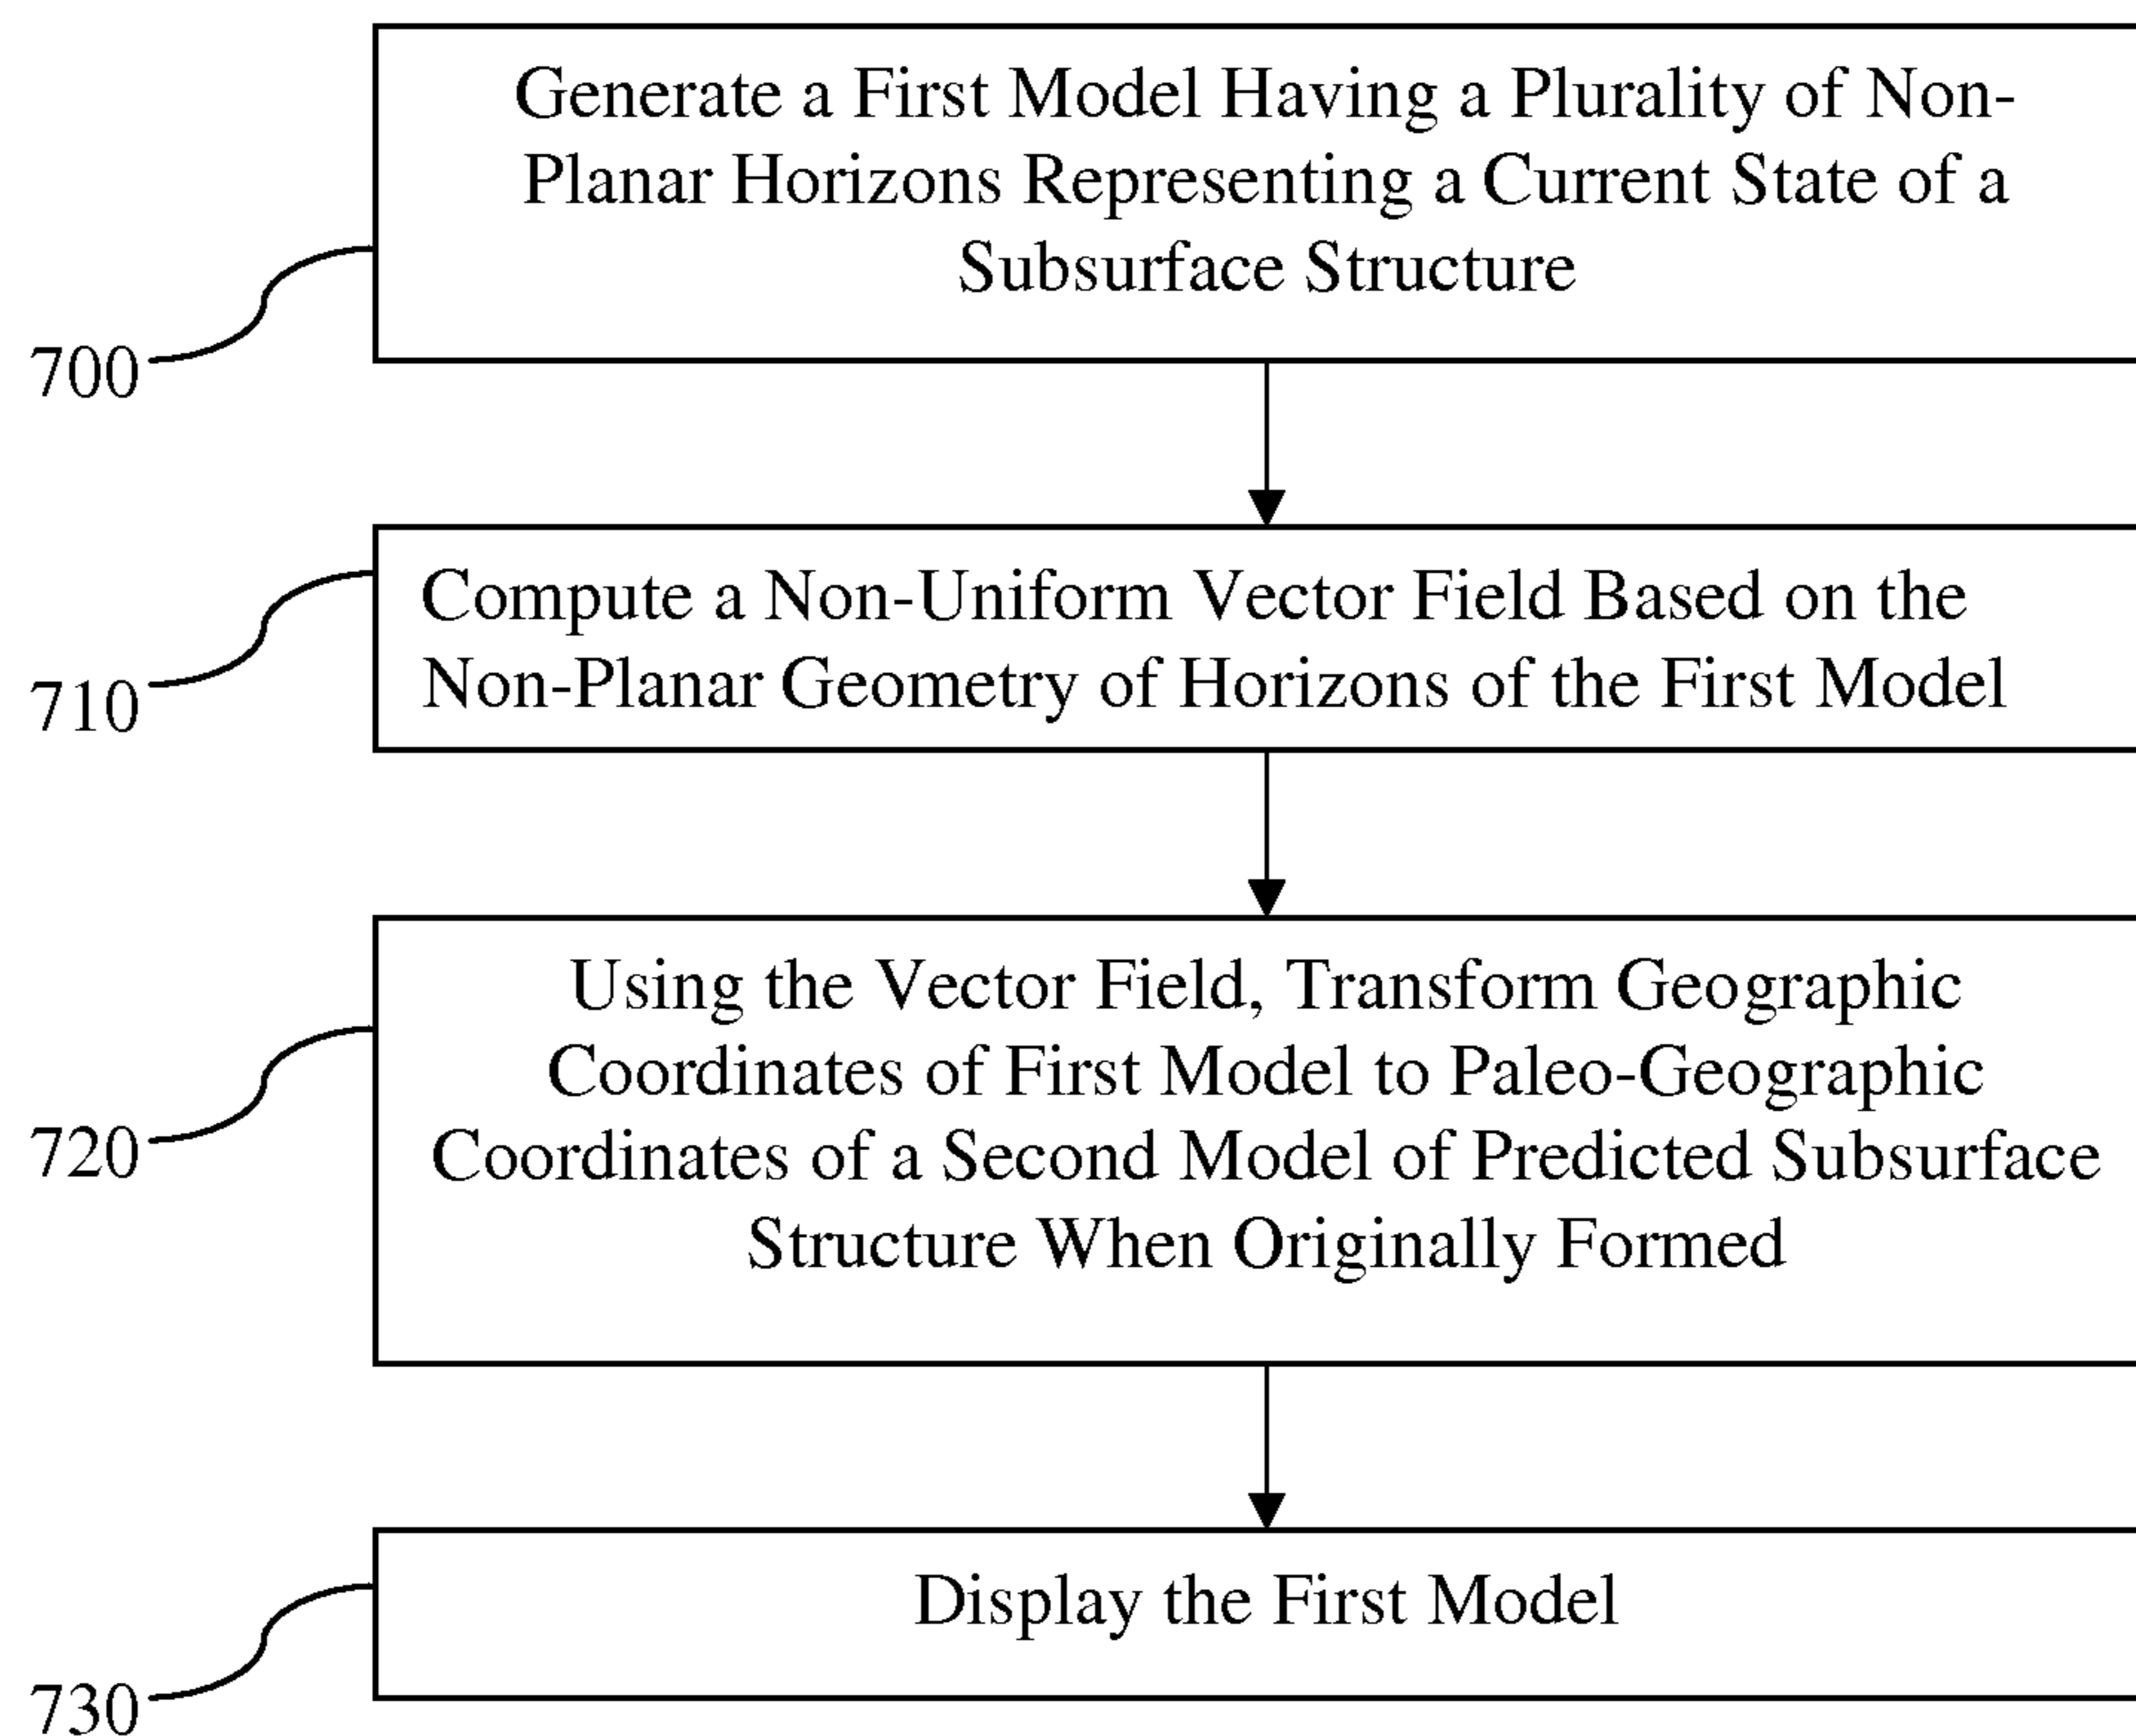 Generate a First Model Having a Plurality of Non-
Planar Horizons Representing a Current State of a
Subsurface Structure
700
Compute a Non-Uniform Vector Field Based on the
Non-Planar Geometry of Horizons of the First Model
710
Using the Vector Field, Transform Geographic
Coordinates of First Model to Paleo-Geographic
Coordinates of a Second Model of Predicted Subsurface
Structure When Originally Formed
720
Display the First Model
730